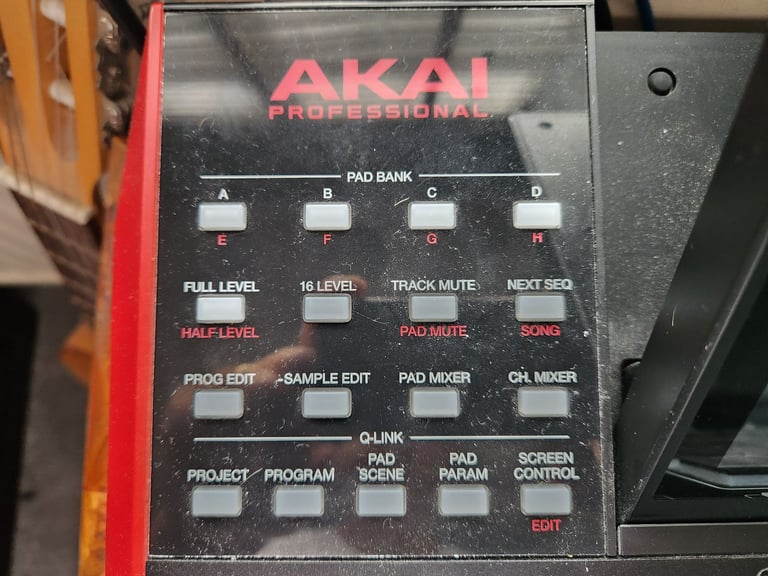 AKAI
PROFESSIONAL
PAD BANK
A B C D
E F G H
FULL LEVEL 16 LEVEL TRACK MUTE NEXT SEQ
HALF LEVEL PAD MUTE SONG
PROG EDIT SAMPLE EDIT PAD MIXER CH. MIXER
Q-LINK
PROJECT PROGRAM PAD SCENE PAD PARAM SCREEN CONTROL
EDIT